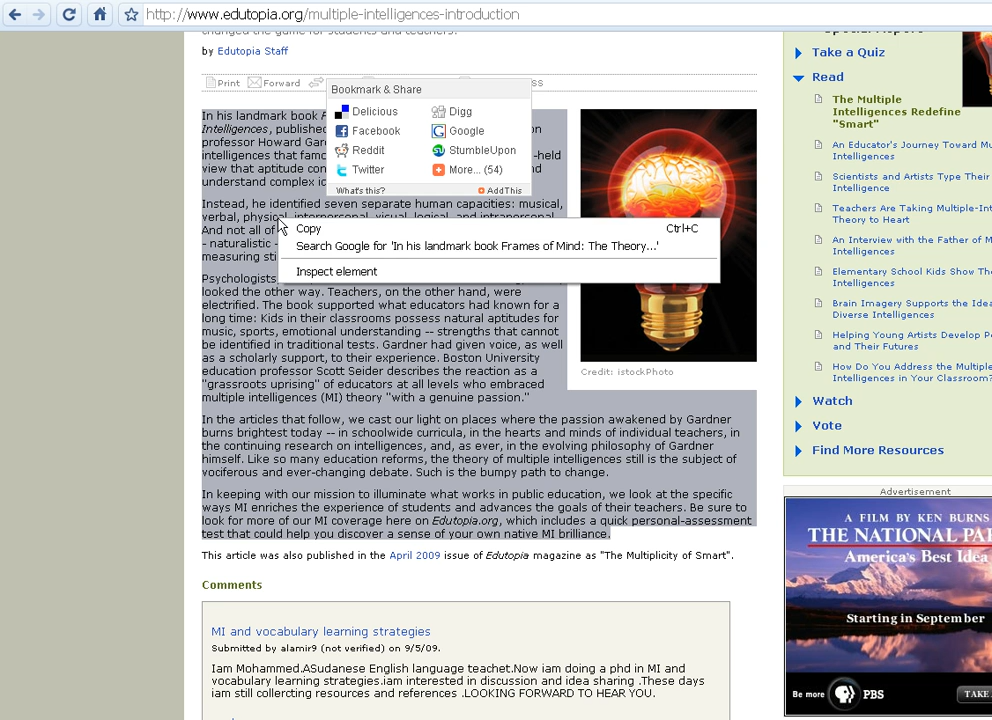 http://www.edutopia.org/multiple-intelligences-introduction
changed the game for students and teachers.
by Edutopia Staff
Print Forward SS
Bookmark & Share
Delicious Digg
Facebook Google
Reddit StumbleUpon
Twitter More... (54)
What's this? AddThis
In his landmark book F
Intelligences, published on
professor Howard Gar
intelligences that famo -held
view that aptitude con nd
understand complex ic
Instead, he identified seven separate human capacities: musical,
verbal, physical, interpersonal, visual, logical, and intrapersonal.
And not all of
- naturalistic -
measuring sti
Copy Ctrl+C
Search Google for 'In his landmark book Frames of Mind: The Theory...'
Inspect element
Psychologists
looked the other way. Teachers, on the other hand, were
electrified. The book supported what educators had known for a
long time: Kids in their classrooms possess natural aptitudes for
music, sports, emotional understanding -- strengths that cannot
be identified in traditional tests. Gardner had given voice, as well
as a scholarly support, to their experience. Boston University
education professor Scott Seider describes the reaction as a
"grassroots uprising" of educators at all levels who embraced
multiple intelligences (MI) theory "with a genuine passion."
Credit: iStockPhoto
In the articles that follow, we cast our light on places where the passion awakened by Gardner
burns brightest today -- in schoolwide curricula, in the hearts and minds of individual teachers, in
the continuing research on intelligences, and, as ever, in the evolving philosophy of Gardner
himself. Like so many education reforms, the theory of multiple intelligences still is the subject of
vociferous and ever-changing debate. Such is the bumpy path to change.
In keeping with our mission to illuminate what works in public education, we look at the specific
ways MI enriches the experience of students and advances the goals of their teachers. Be sure to
look for more of our MI coverage here on Edutopia.org, which includes a quick personal-assessment
test that could help you discover a sense of your own native MI brilliance.
This article was also published in the April 2009 issue of Edutopia magazine as "The Multiplicity of Smart".
Comments
MI and vocabulary learning strategies
Submitted by alamir9 (not verified) on 9/5/09.
Iam Mohammed.ASudanese English language teachet.Now iam doing a phd in MI and
vocabulary learning strategies.iam interested in discussion and idea sharing .These days
iam still collercting resources and references .LOOKING FORWARD TO HEAR YOU.
Special Report
Take a Quiz
Read
The Multiple
Intelligences Redefine
"Smart"
An Educator's Journey Toward Mu
Intelligences
Scientists and Artists Type Their
Intelligence
Teachers Are Taking Multiple-Int
Theory to Heart
An Interview with the Father of M
Intelligences
Elementary School Kids Show The
Intelligences
Brain Imagery Supports the Idea
Diverse Intelligences
Helping Young Artists Develop Pe
and Their Futures
How Do You Address the Multiple
Intelligences in Your Classroom?
Watch
Vote
Find More Resources
Advertisement
A FILM BY KEN BURNS
THE NATIONAL PAR
America's Best Idea
Starting in September
Be more PBS
TAKE